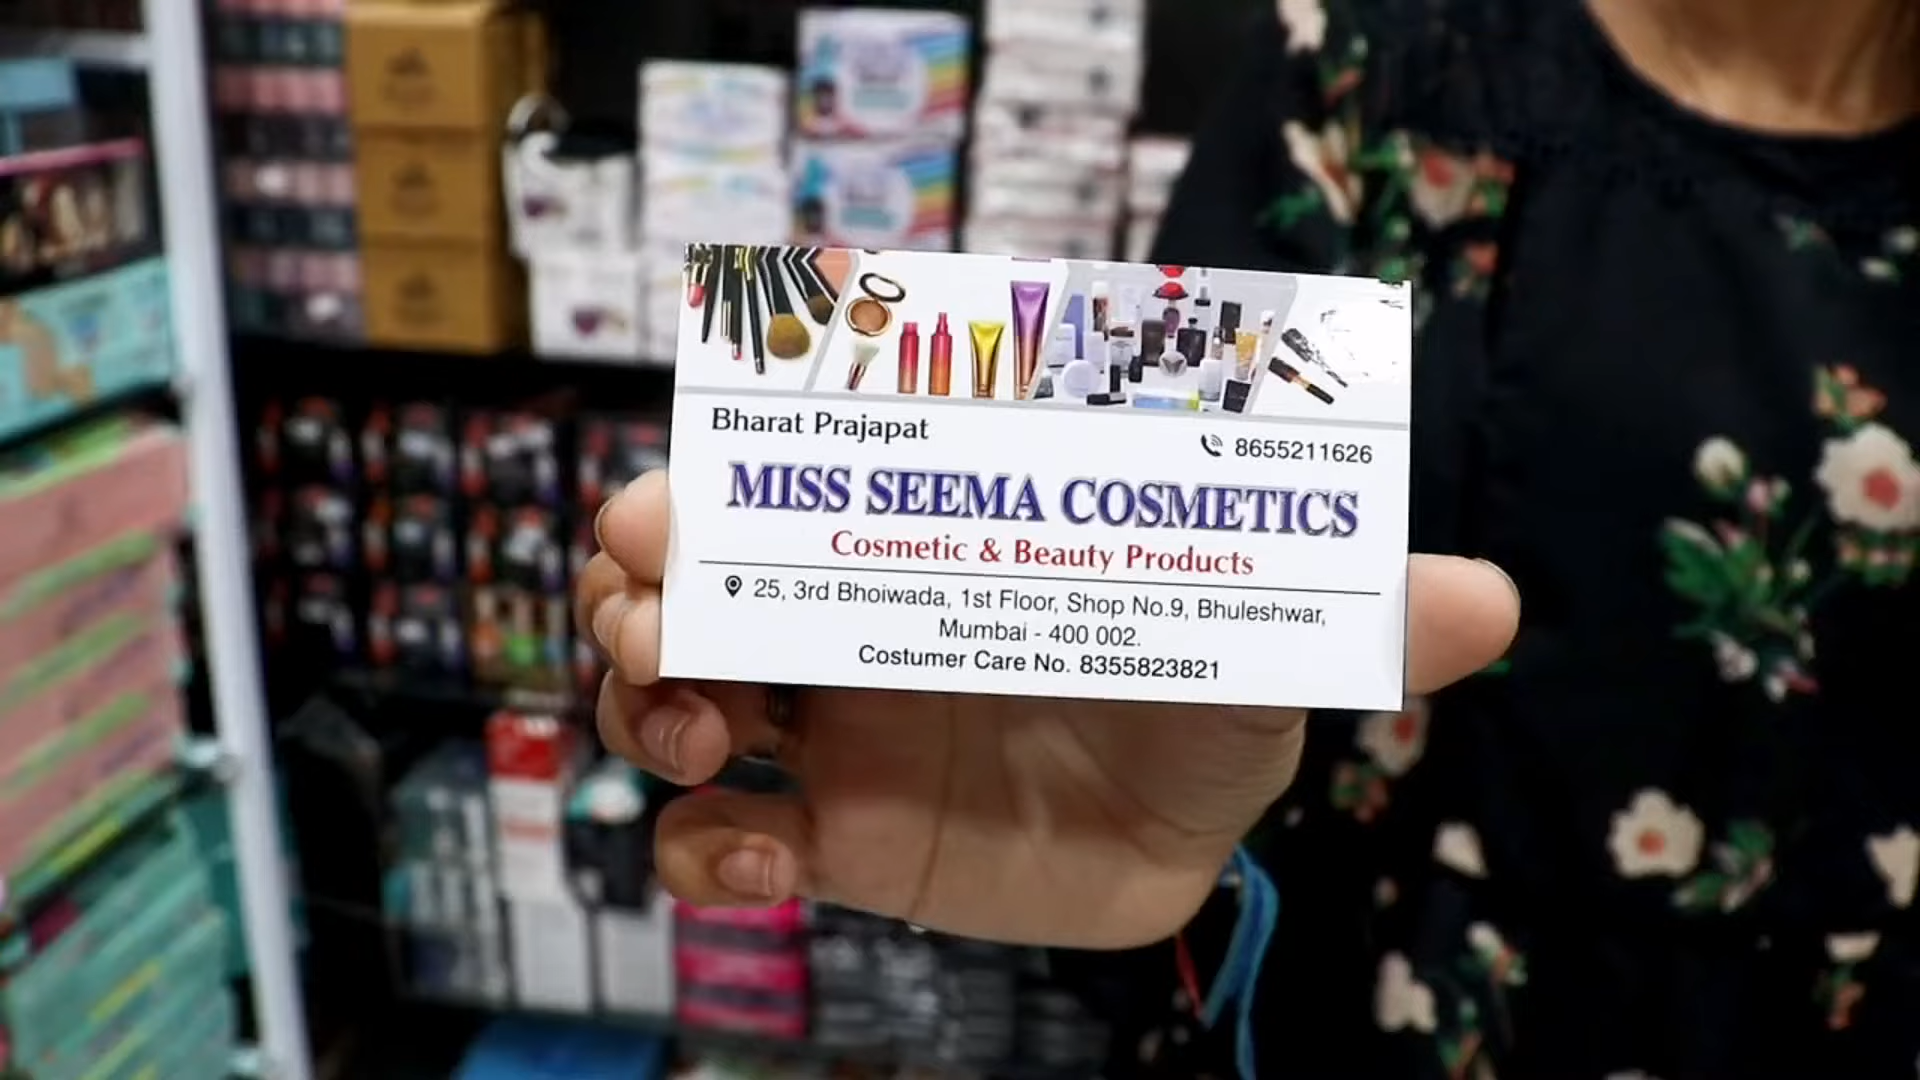 Bharat Prajapat
8655211626
MISS SEEMA COSMETICS
Cosmetic & Beauty Products
25, 3rd Bhoiwada, 1st Floor, Shop No.9, Bhuleshwar,
Mumbai - 400 002.
Costumer Care No. 8355823821